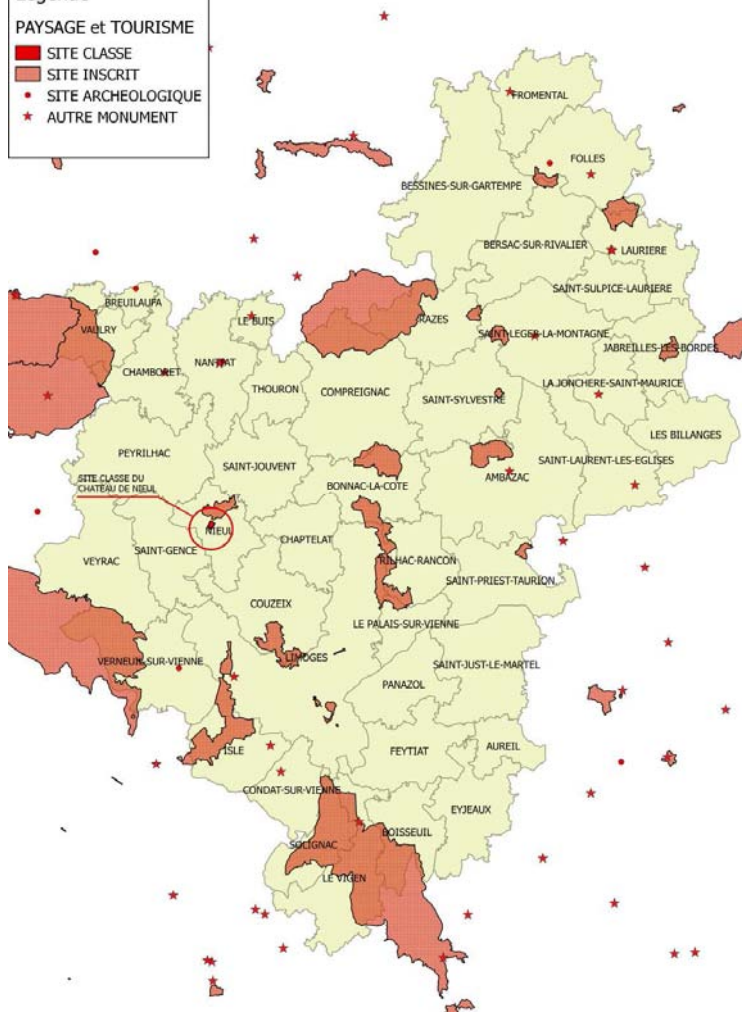 Légende
PAYSAGE et TOURISME
SITE CLASSE
SITE INSCRIT
SITE ARCHEOLOGIQUE
AUTRE MONUMENT
FROMENTAL
FOLLES
BESSINES-SUR-GARTEMPE
BERSAC-SUR-RIVALIER
LAURIERE
SAINT-SULPICE-LAURIERE
BREUILAUFA
VAULRY
LE BUIS
RAZES
SAINT-LEGER-LA-MONTAGNE
JABREILLES-LES-BORDES
CHAMBORET
NANTIAT
THOURON
COMPREIGNAC
SAINT-SYLVESTRE
LA JONCHERE-SAINT-MAURICE
LES BILLANGES
PEYRILHAC
SAINT-JOUVENT
SAINT-LAURENT-LES-EGLISES
AMBAZAC
BONNAC-LA-COTE
SITE CLASSE DU
CHATEAU DE NIEUL
NIEUL
CHAPTELAT
SAINT-GENCE
VEYRAC
RILHAC-RANCON
SAINT-PRIEST-TAURION
COUZEIX
LE PALAIS-SUR-VIENNE
VERNEUIL-SUR-VIENNE
LIMOGES
SAINT-JUST-LE-MARTEL
PANAZOL
ISLE
FEYTIAT
AUREIL
CONDAT-SUR-VIENNE
EYJEAUX
BOISSEUIL
SOLIGNAC
LE VIGEN